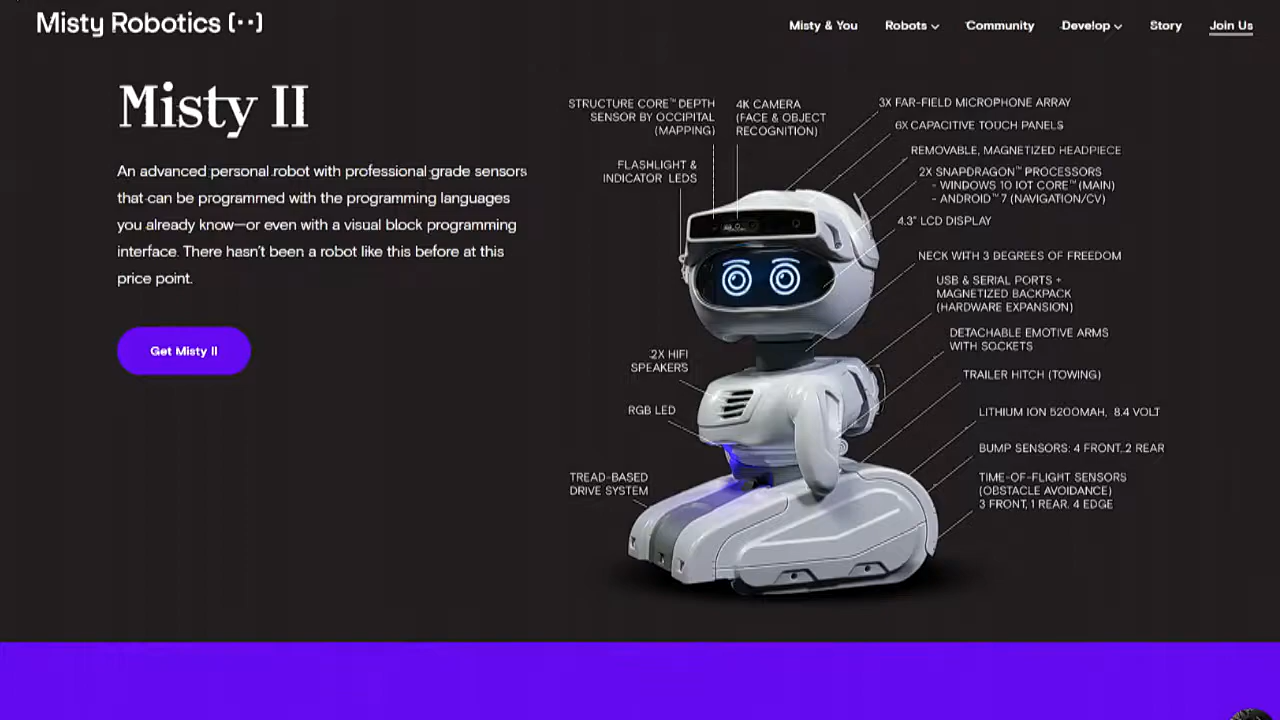 Misty Robotics (··)
Misty & You
Robots
Community
Develop
Story
Join Us
Misty II
An advanced personal robot with professional-grade sensors
that can be programmed with the programming languages
you already know—or even with a visual block programming
interface. There hasn't been a robot like this before at this
price point.
Get Misty II
STRUCTURE CORE™ DEPTH
SENSOR BY OCCIPITAL
(MAPPING)
4K CAMERA
(FACE & OBJECT
RECOGNITION)
FLASHLIGHT &
INDICATOR LEDS
3X FAR-FIELD MICROPHONE ARRAY
6X CAPACITIVE TOUCH PANELS
REMOVABLE, MAGNETIZED HEADPIECE
2X SNAPDRAGON™ PROCESSORS
- WINDOWS 10 IOT CORE™ (MAIN)
- ANDROID™ 7 (NAVIGATION/CV)
4.3" LCD DISPLAY
NECK WITH 3 DEGREES OF FREEDOM
USB & SERIAL PORTS +
MAGNETIZED BACKPACK
(HARDWARE EXPANSION)
DETACHABLE EMOTIVE ARMS
WITH SOCKETS
TRAILER HITCH (TOWING)
LITHIUM ION 5200MAH, 8.4 VOLT
BUMP SENSORS: 4 FRONT, 2 REAR
TIME-OF-FLIGHT SENSORS
(OBSTACLE AVOIDANCE)
3 FRONT, 1 REAR. 4 EDGE
2X HIFI
SPEAKERS
RGB LED
TREAD-BASED
DRIVE SYSTEM